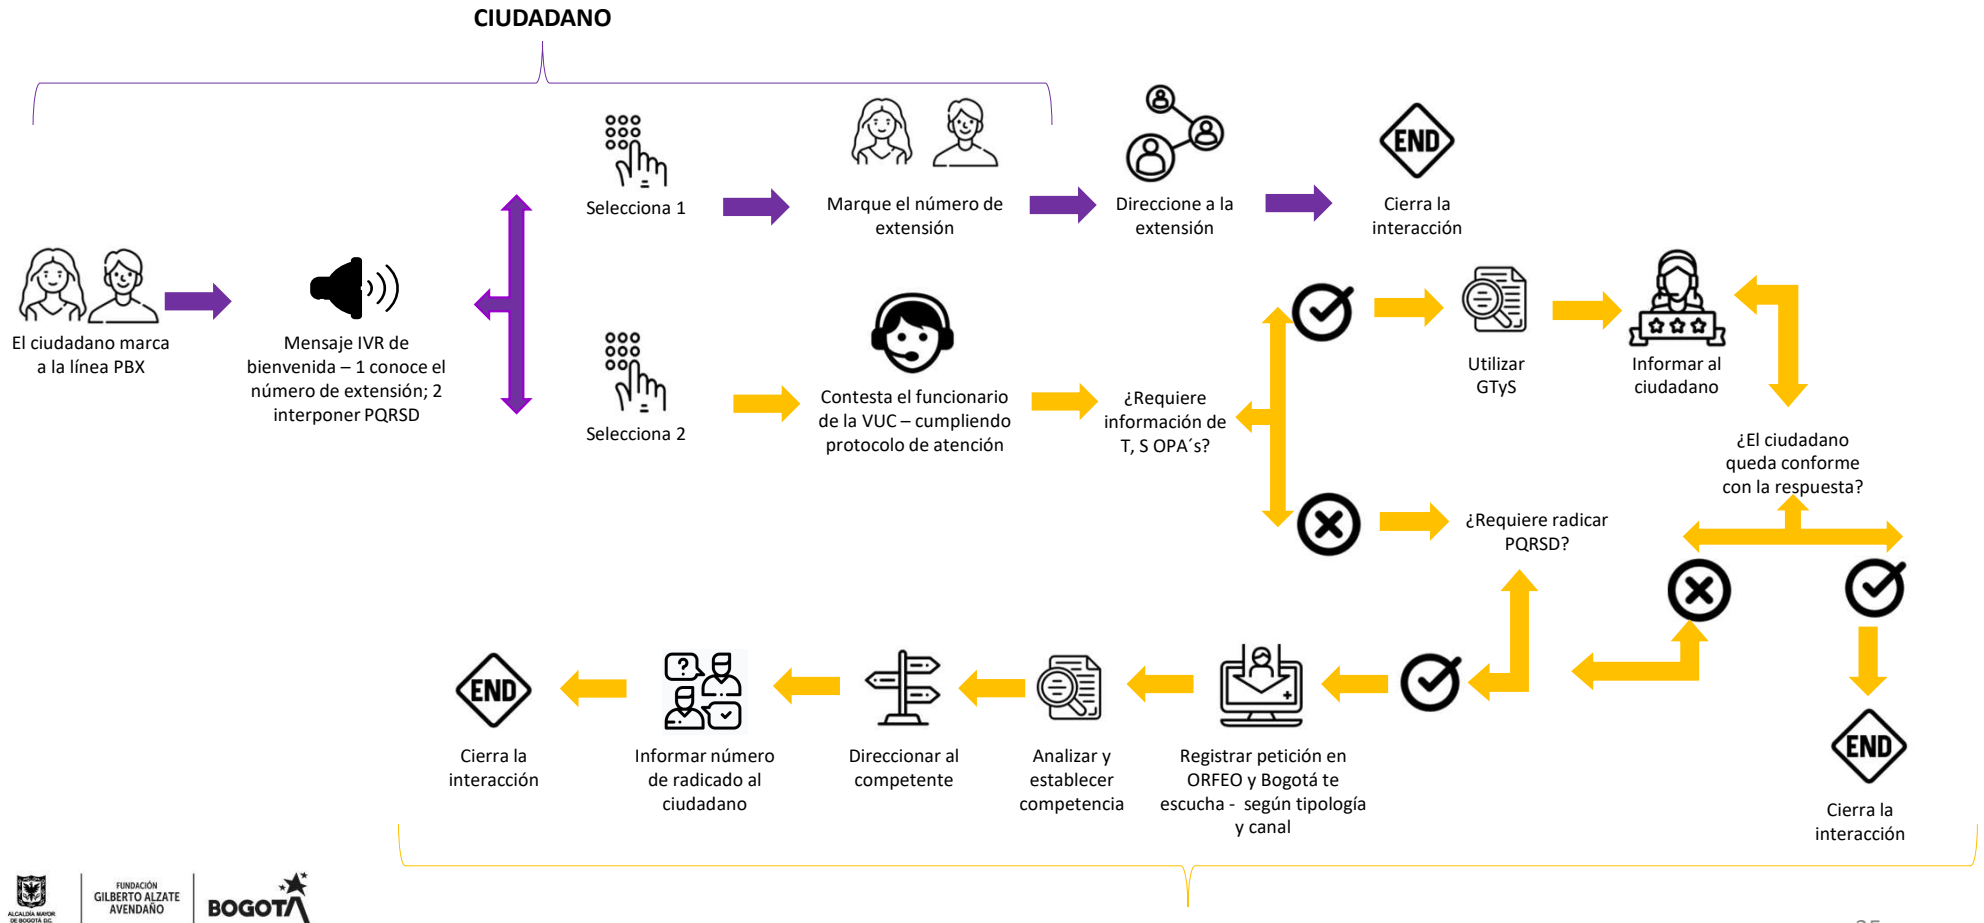 CIUDADANO
Selecciona 1
Marque el número de
extensión
Direccione a la
extensión
END
Cierra la
interacción
El ciudadano marca
a la línea PBX
Mensaje IVR de
bienvenida – 1 conoce el
número de extensión; 2
interponer PQRSD
Selecciona 2
Contesta el funcionario
de la VUC – cumpliendo
protocolo de atención
¿Requiere
información de
T, S OPA´s?
Utilizar
GTyS
Informar al
ciudadano
¿El ciudadano
queda conforme
con la respuesta?
¿Requiere radicar
PQRSD?
END
Cierra la
interacción
Informar número
de radicado al
ciudadano
Direccionar al
competente
Analizar y
establecer
competencia
Registrar petición en
ORFEO y Bogotá te
escucha - según tipología
y canal
END
Cierra la
interacción
ALCALDÍA MAYOR
DE BOGOTÁ D.C.
FUNDACIÓN
GILBERTO ALZATE
AVENDAÑO
BOGOTÁ